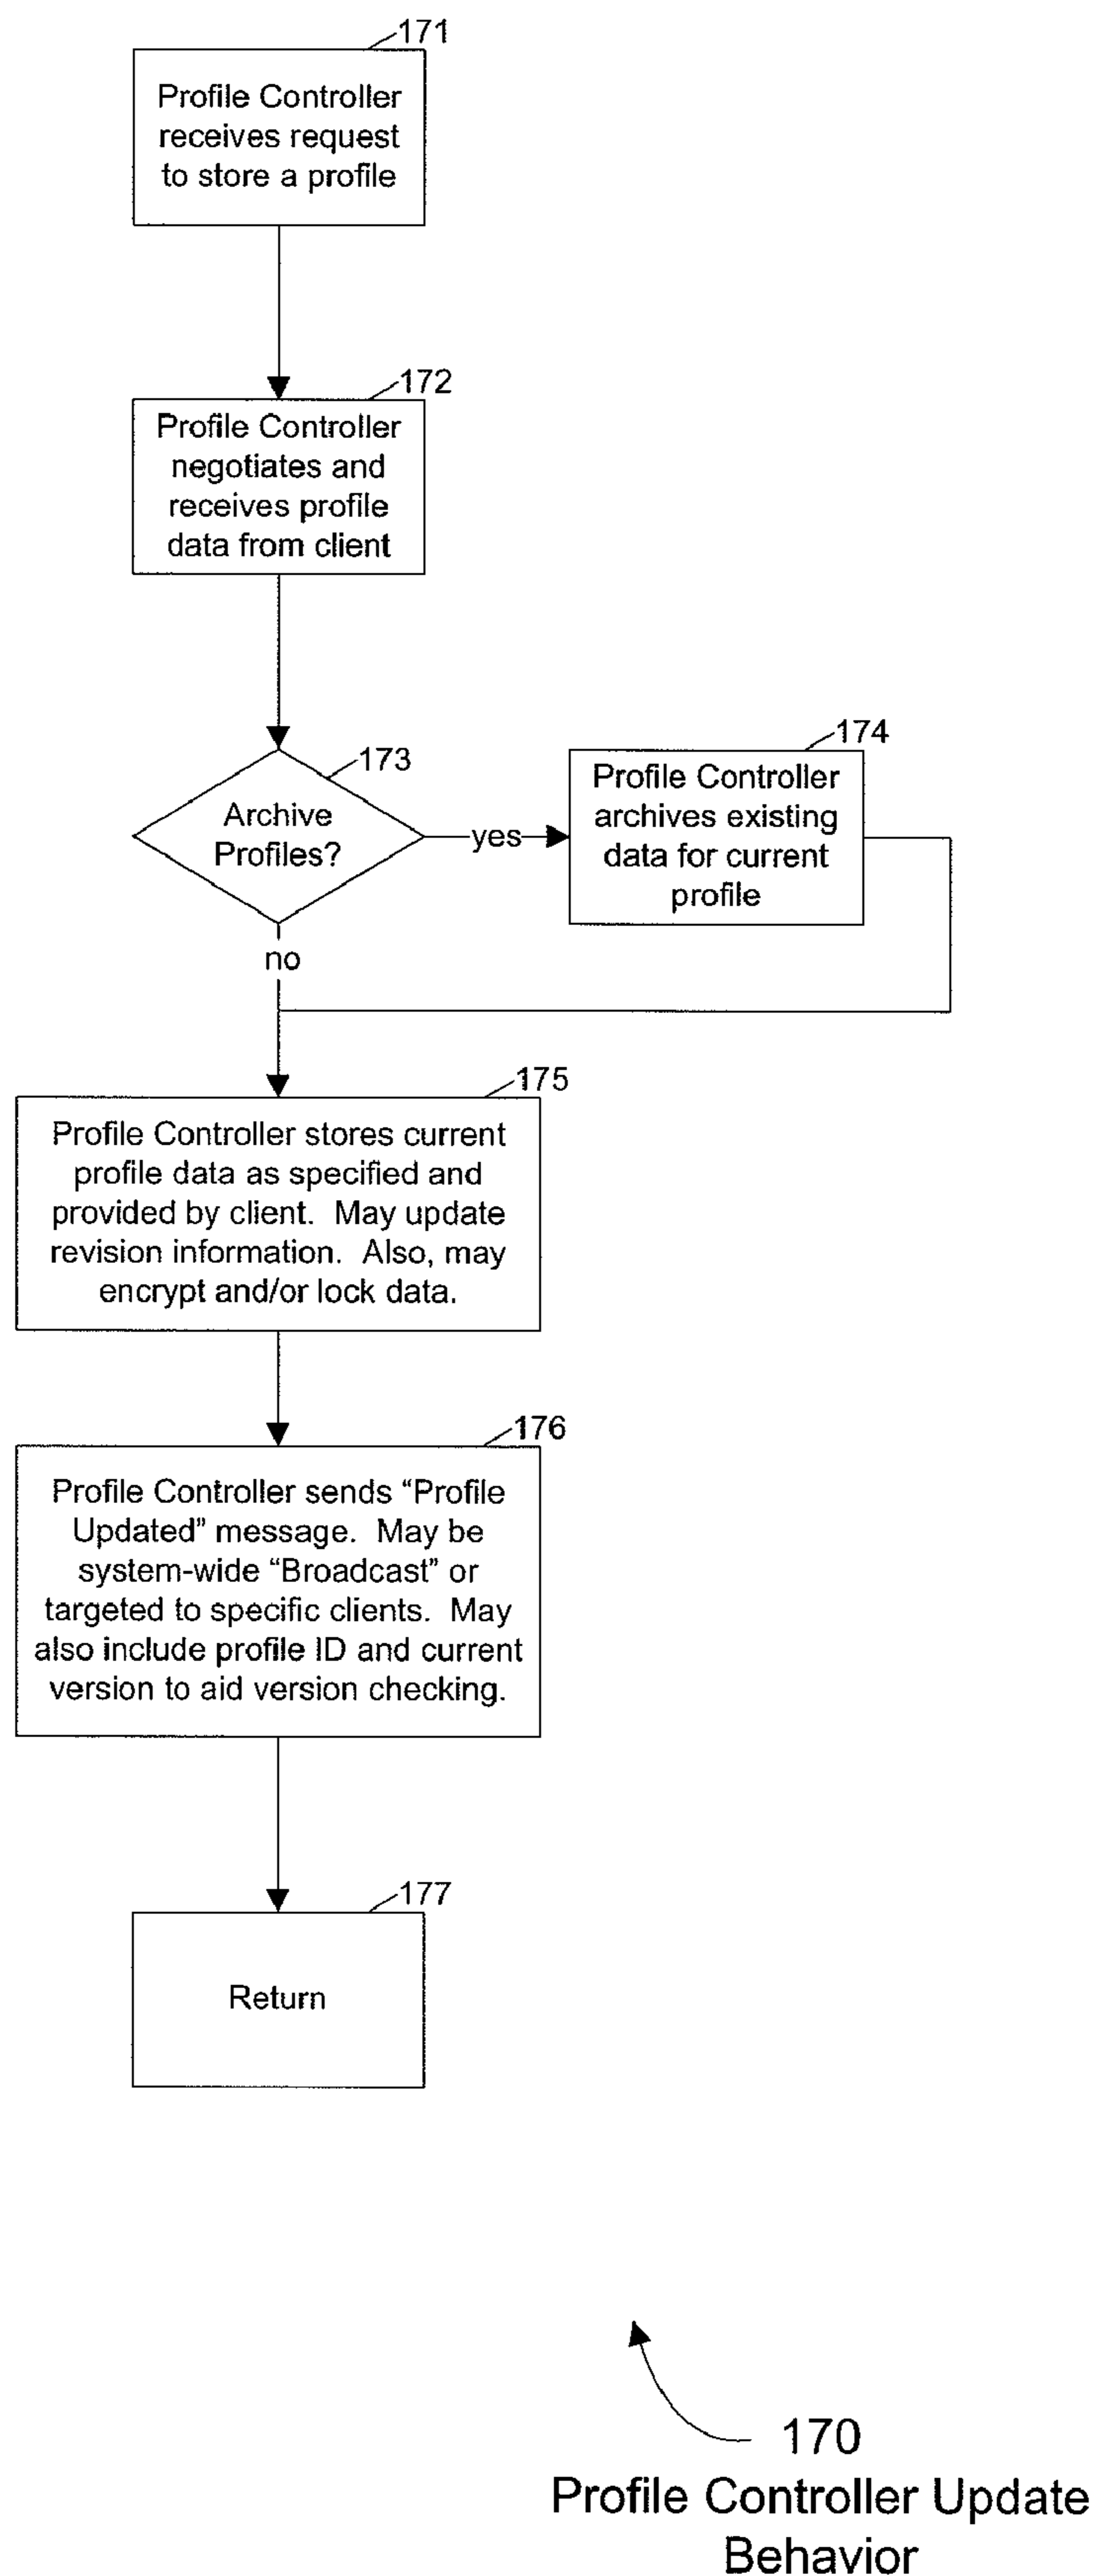 171
Profile Controller
receives request
to store a profile
172
Profile Controller
negotiates and
receives profile
data from client
173
Archive
Profiles?
yes
174
Profile Controller
archives existing
data for current
profile
no
175
Profile Controller stores current
profile data as specified and
provided by client.  May update
revision information.  Also, may
encrypt and/or lock data.
176
Profile Controller sends “Profile
Updated” message.  May be
system-wide “Broadcast” or
targeted to specific clients.  May
also include profile ID and current
version to aid version checking.
177
Return
170
Profile Controller Update
Behavior